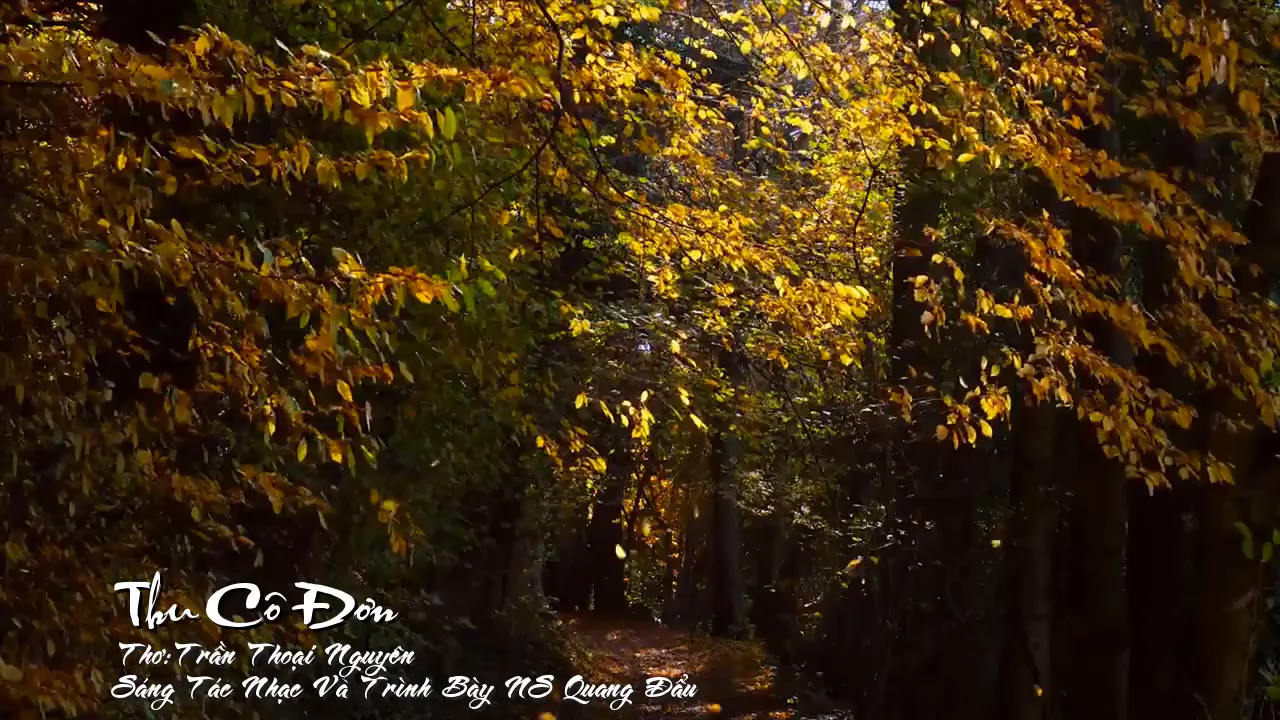 Thu Cô Đơn
Thơ:Trần Thoại Nguyên
Sáng Tác Nhạc Và Trình Bày NS Quang Đẩu